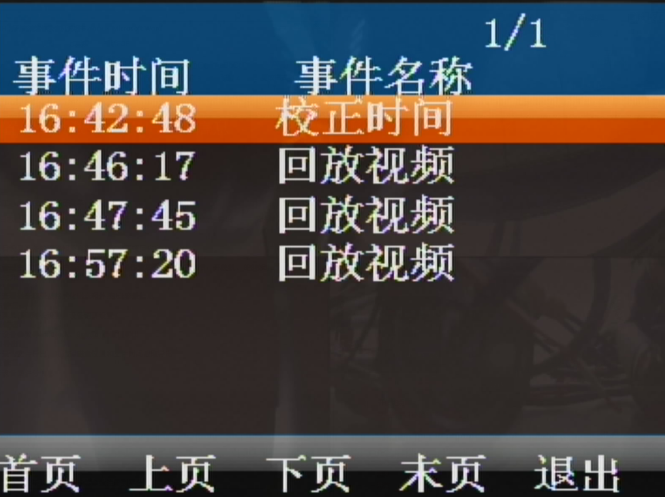 1/1
事件时间 事件名称
16:42:48 校正时间
16:46:17 回放视频
16:47:45 回放视频
16:57:20 回放视频
首页 上页 下页 末页 退出